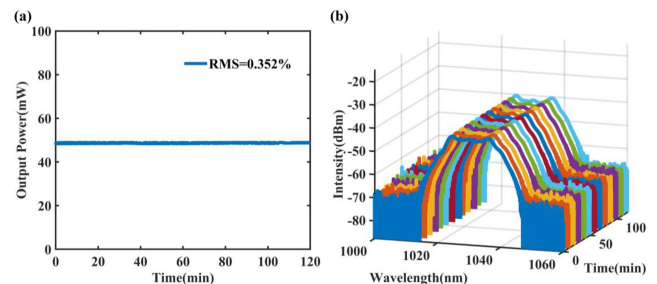 (a)
100
80
60
40
20
0
Output Power(mW)
RMS=0.352%
0 20 40 60 80 100 120
Time(min)
(b)
-20
-30
-40
-50
-60
-70
-80
Intensity(dBm)
1000 1020 1040 1060
Wavelength(nm)
0 50 100
Time(min)